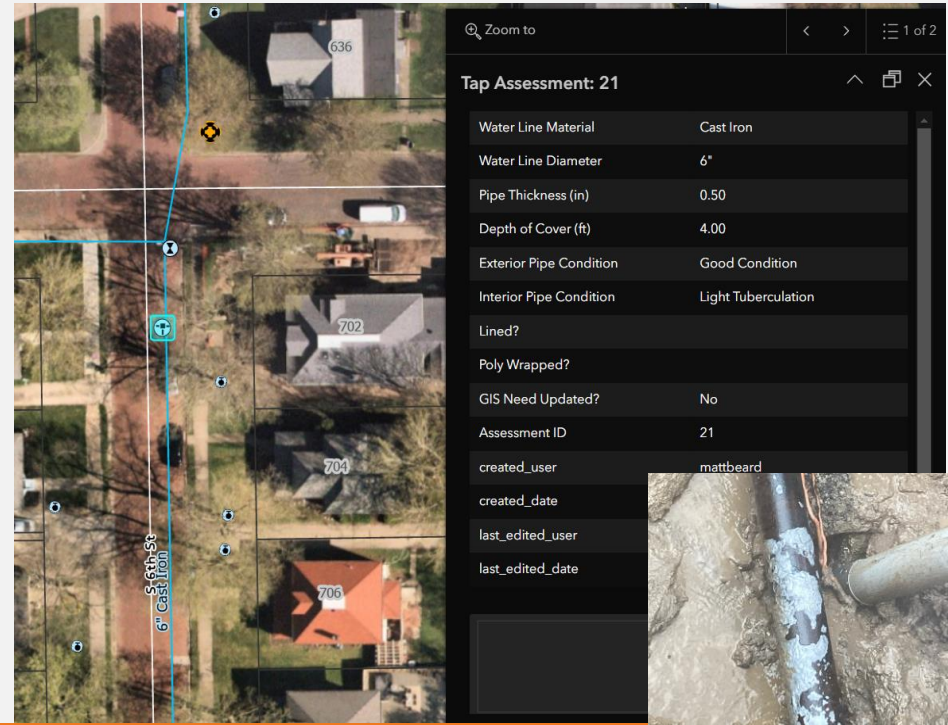 636
702
704
706
S 6th St
6" Cast Iron
Zoom to
1 of 2
Tap Assessment: 21
Water Line Material Cast Iron
Water Line Diameter 6"
Pipe Thickness (in) 0.50
Depth of Cover (ft) 4.00
Exterior Pipe Condition Good Condition
Interior Pipe Condition Light Tuberculation
Lined?
Poly Wrapped?
GIS Need Updated? No
Assessment ID 21
created_user mattbeard
created_date
last_edited_user
last_edited_date